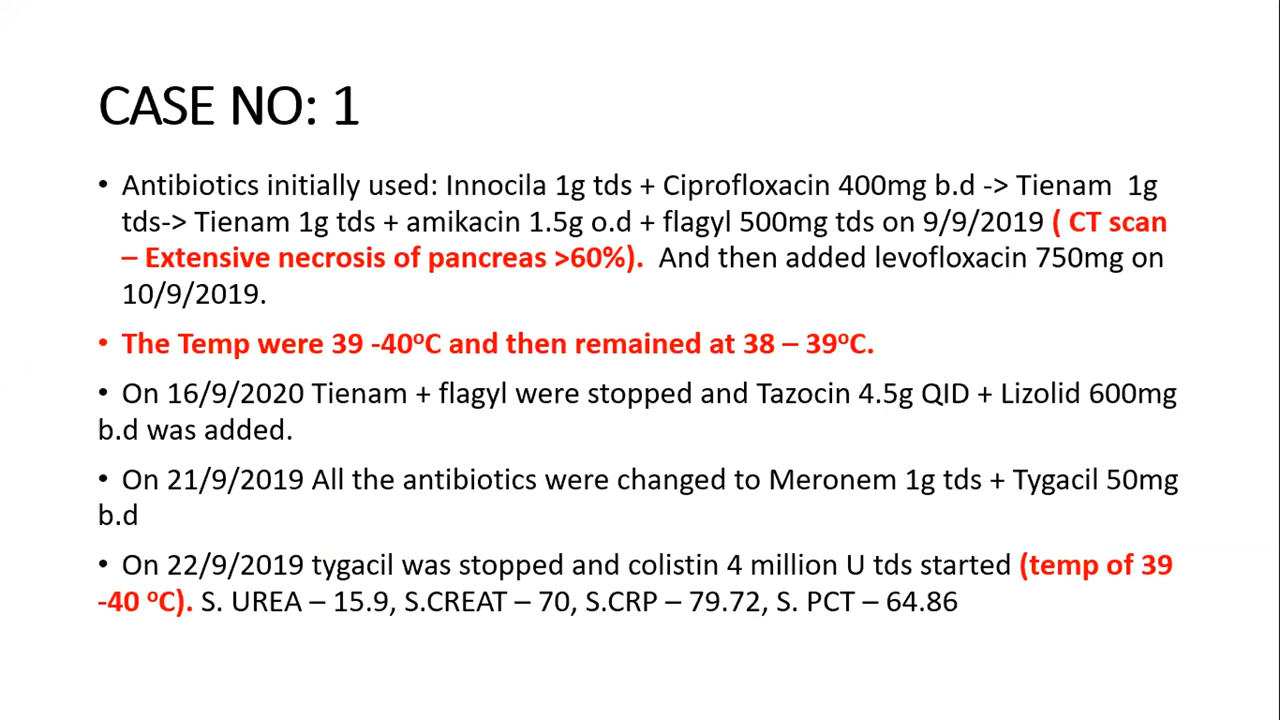 CASE NO: 1
• Antibiotics initially used: Innocila 1g tds + Ciprofloxacin 400mg b.d -> Tienam 1g
tds-> Tienam 1g tds + amikacin 1.5g o.d + flagyl 500mg tds on 9/9/2019 ( CT scan
– Extensive necrosis of pancreas >60%). And then added levofloxacin 750mg on
10/9/2019.
• The Temp were 39 -40ºC and then remained at 38 – 39ºC.
• On 16/9/2020 Tienam + flagyl were stopped and Tazocin 4.5g QID + Lizolid 600mg
b.d was added.
• On 21/9/2019 All the antibiotics were changed to Meronem 1g tds + Tygacil 50mg
b.d
• On 22/9/2019 tygacil was stopped and colistin 4 million U tds started (temp of 39
-40 ºC). S. UREA – 15.9, S.CREAT – 70, S.CRP – 79.72, S. PCT – 64.86